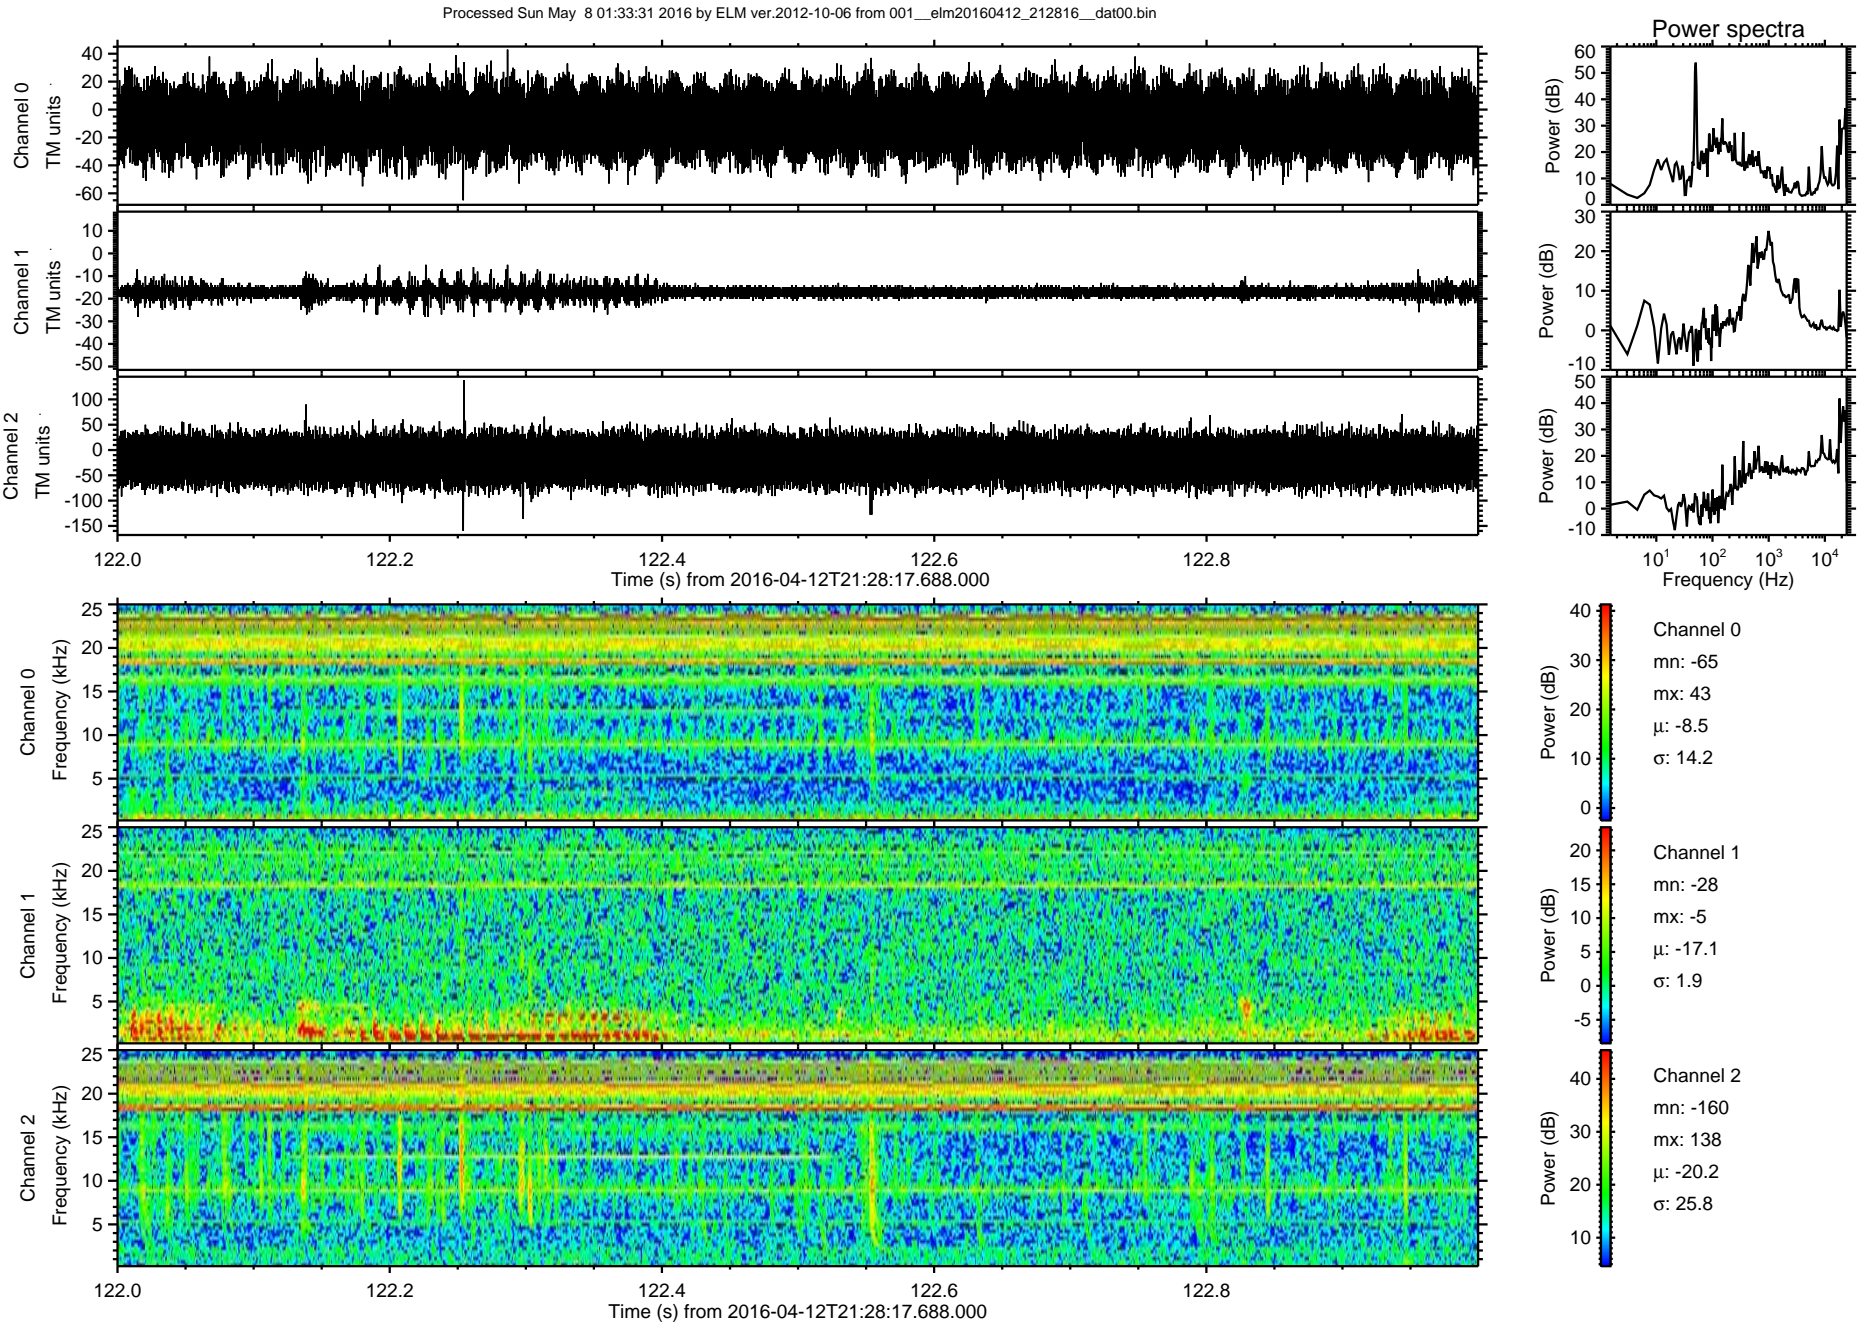 Processed Sun May  8 01:33:31 2016 by ELM ver.2012-10-06 from 001__elm20160412_212816__dat00.bin
Power spectra
Channel 0
TM units
40
20
0
-20
-40
-60
Power (dB)
60
50
40
30
20
10
0
Channel 1
TM units
10
0
-10
-20
-30
-40
-50
Power (dB)
30
20
10
0
-10
Channel 2
TM units
100
50
0
-50
-100
-150
Power (dB)
50
40
30
20
10
0
-10
122.0 122.2 122.4 122.6 122.8
Time (s) from 2016-04-12T21:28:17.688.000
10^1 10^2 10^3 10^4
Frequency (Hz)
Channel 0
Frequency (kHz)
25
20
15
10
5
Power (dB)
40
30
20
10
0
Channel 0
mn: -65
mx: 43
μ: -8.5
σ: 14.2
Channel 1
Frequency (kHz)
25
20
15
10
5
Power (dB)
20
15
10
5
0
-5
Channel 1
mn: -28
mx: -5
μ: -17.1
σ: 1.9
Channel 2
Frequency (kHz)
25
20
15
10
5
Power (dB)
40
30
20
10
Channel 2
mn: -160
mx: 138
μ: -20.2
σ: 25.8
122.0 122.2 122.4 122.6 122.8
Time (s) from 2016-04-12T21:28:17.688.000